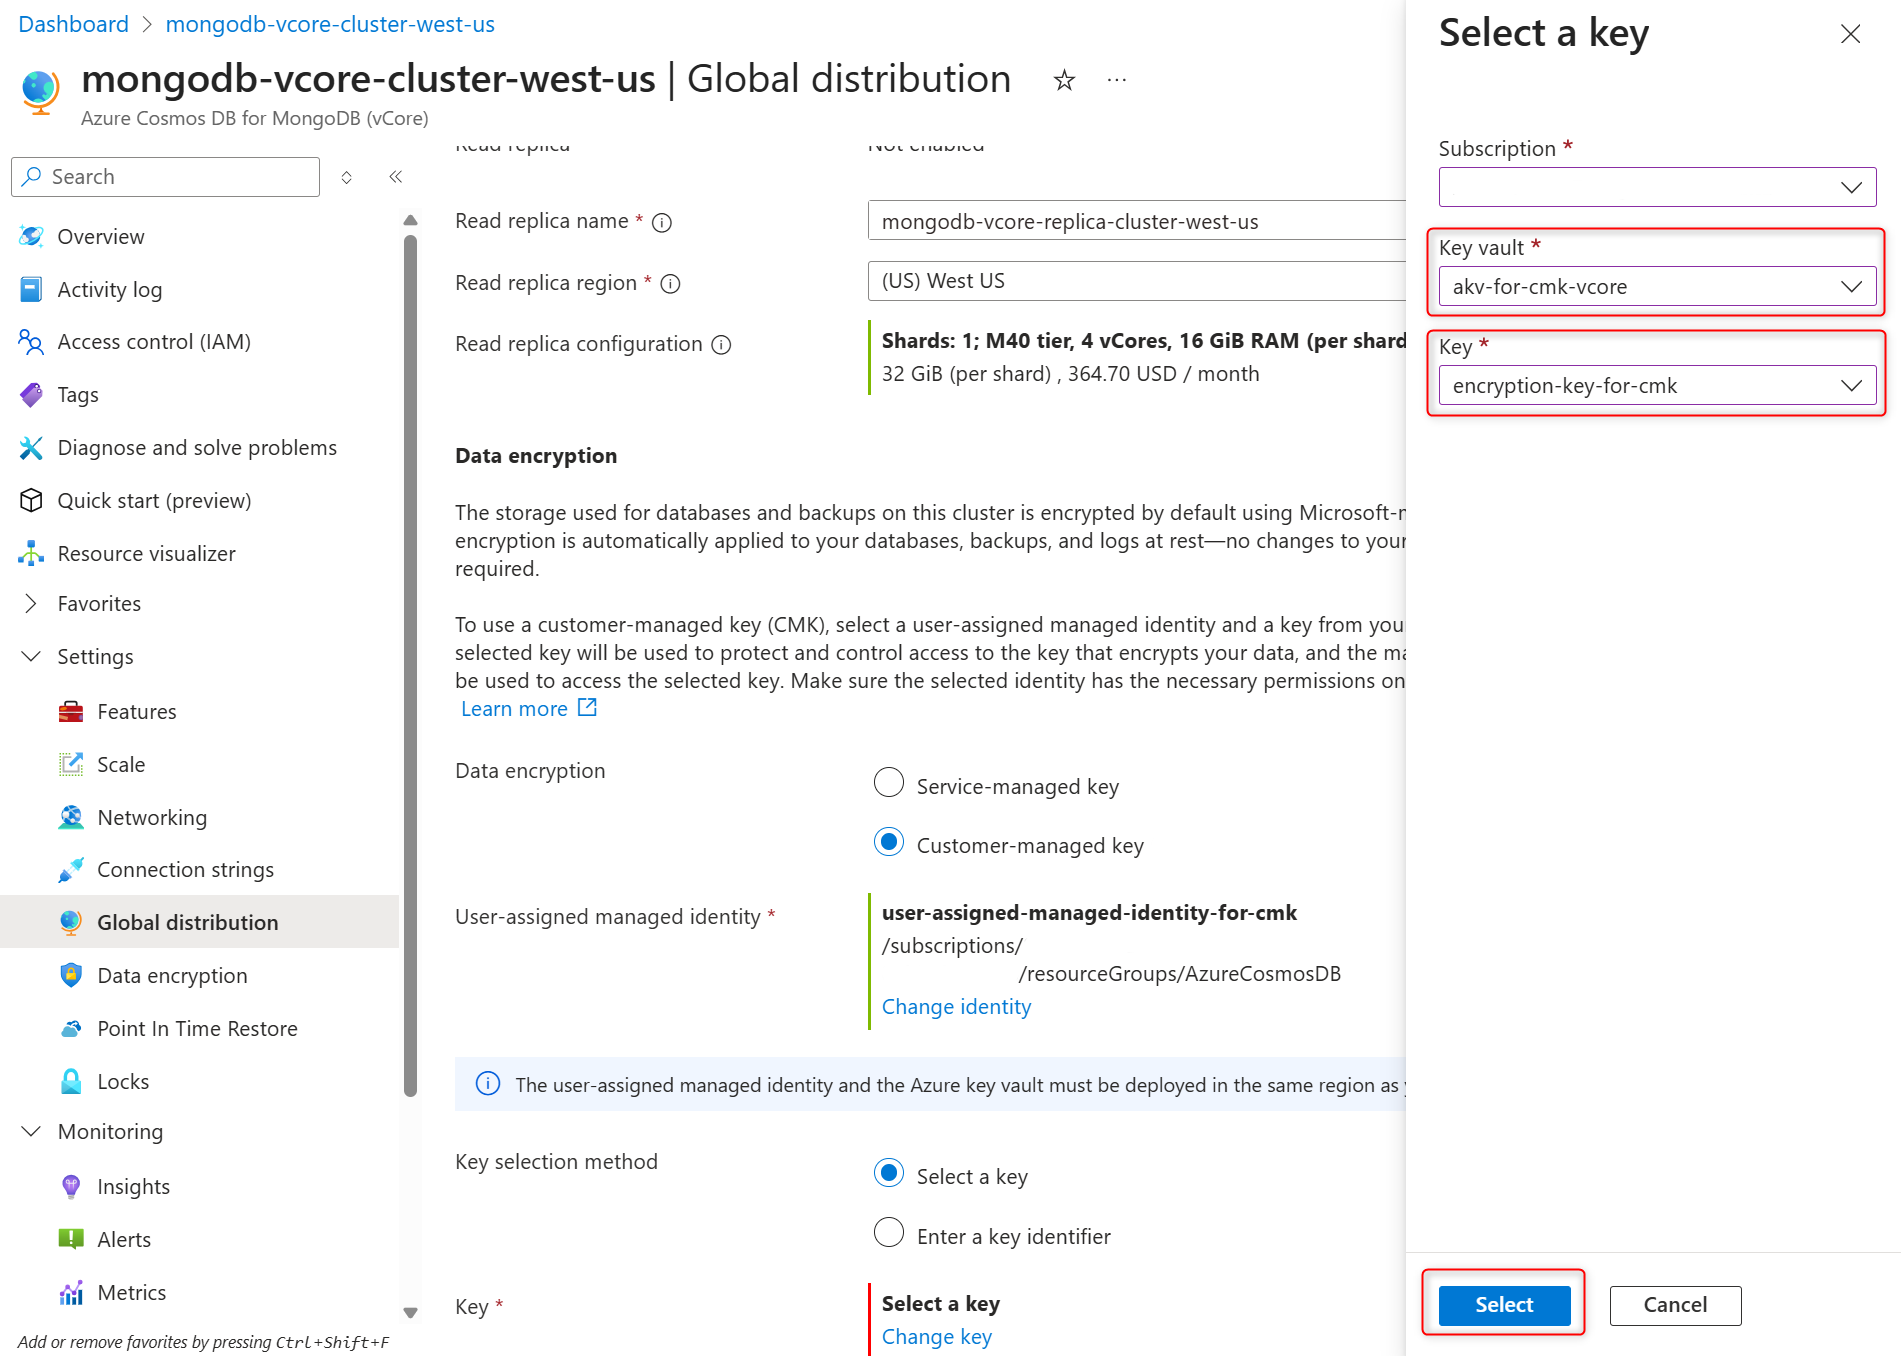 Dashboard > mongodb-vcore-cluster-west-us
mongodb-vcore-cluster-west-us | Global distribution ...
Azure Cosmos DB for MongoDB (vCore)
Search
Overview
Activity log
Access control (IAM)
Tags
Diagnose and solve problems
Quick start (preview)
Resource visualizer
Favorites
Settings
Features
Scale
Networking
Connection strings
Global distribution
Data encryption
Point In Time Restore
Locks
Monitoring
Insights
Alerts
Metrics
Add or remove favorites by pressing Ctrl+Shift+F
Read replica Not enabled
Read replica name * mongodb-vcore-replica-cluster-west-us
Read replica region * (US) West US
Read replica configuration Shards: 1; M40 tier, 4 vCores, 16 GiB RAM (per shard
32 GiB (per shard) , 364.70 USD / month
Data encryption
The storage used for databases and backups on this cluster is encrypted by default using Microsoft-
encryption is automatically applied to your databases, backups, and logs at rest—no changes to your
required.
To use a customer-managed key (CMK), select a user-assigned managed identity and a key from you
selected key will be used to protect and control access to the key that encrypts your data, and the ma
be used to access the selected key. Make sure the selected identity has the necessary permissions on
Learn more
Data encryption
Service-managed key
Customer-managed key
User-assigned managed identity * user-assigned-managed-identity-for-cmk
/subscriptions/
/resourceGroups/AzureCosmosDB
Change identity
The user-assigned managed identity and the Azure key vault must be deployed in the same region as
Key selection method
Select a key
Enter a key identifier
Key * Select a key
Change key
Select a key
Subscription *
Key vault *
akv-for-cmk-vcore
Key *
encryption-key-for-cmk
Select
Cancel